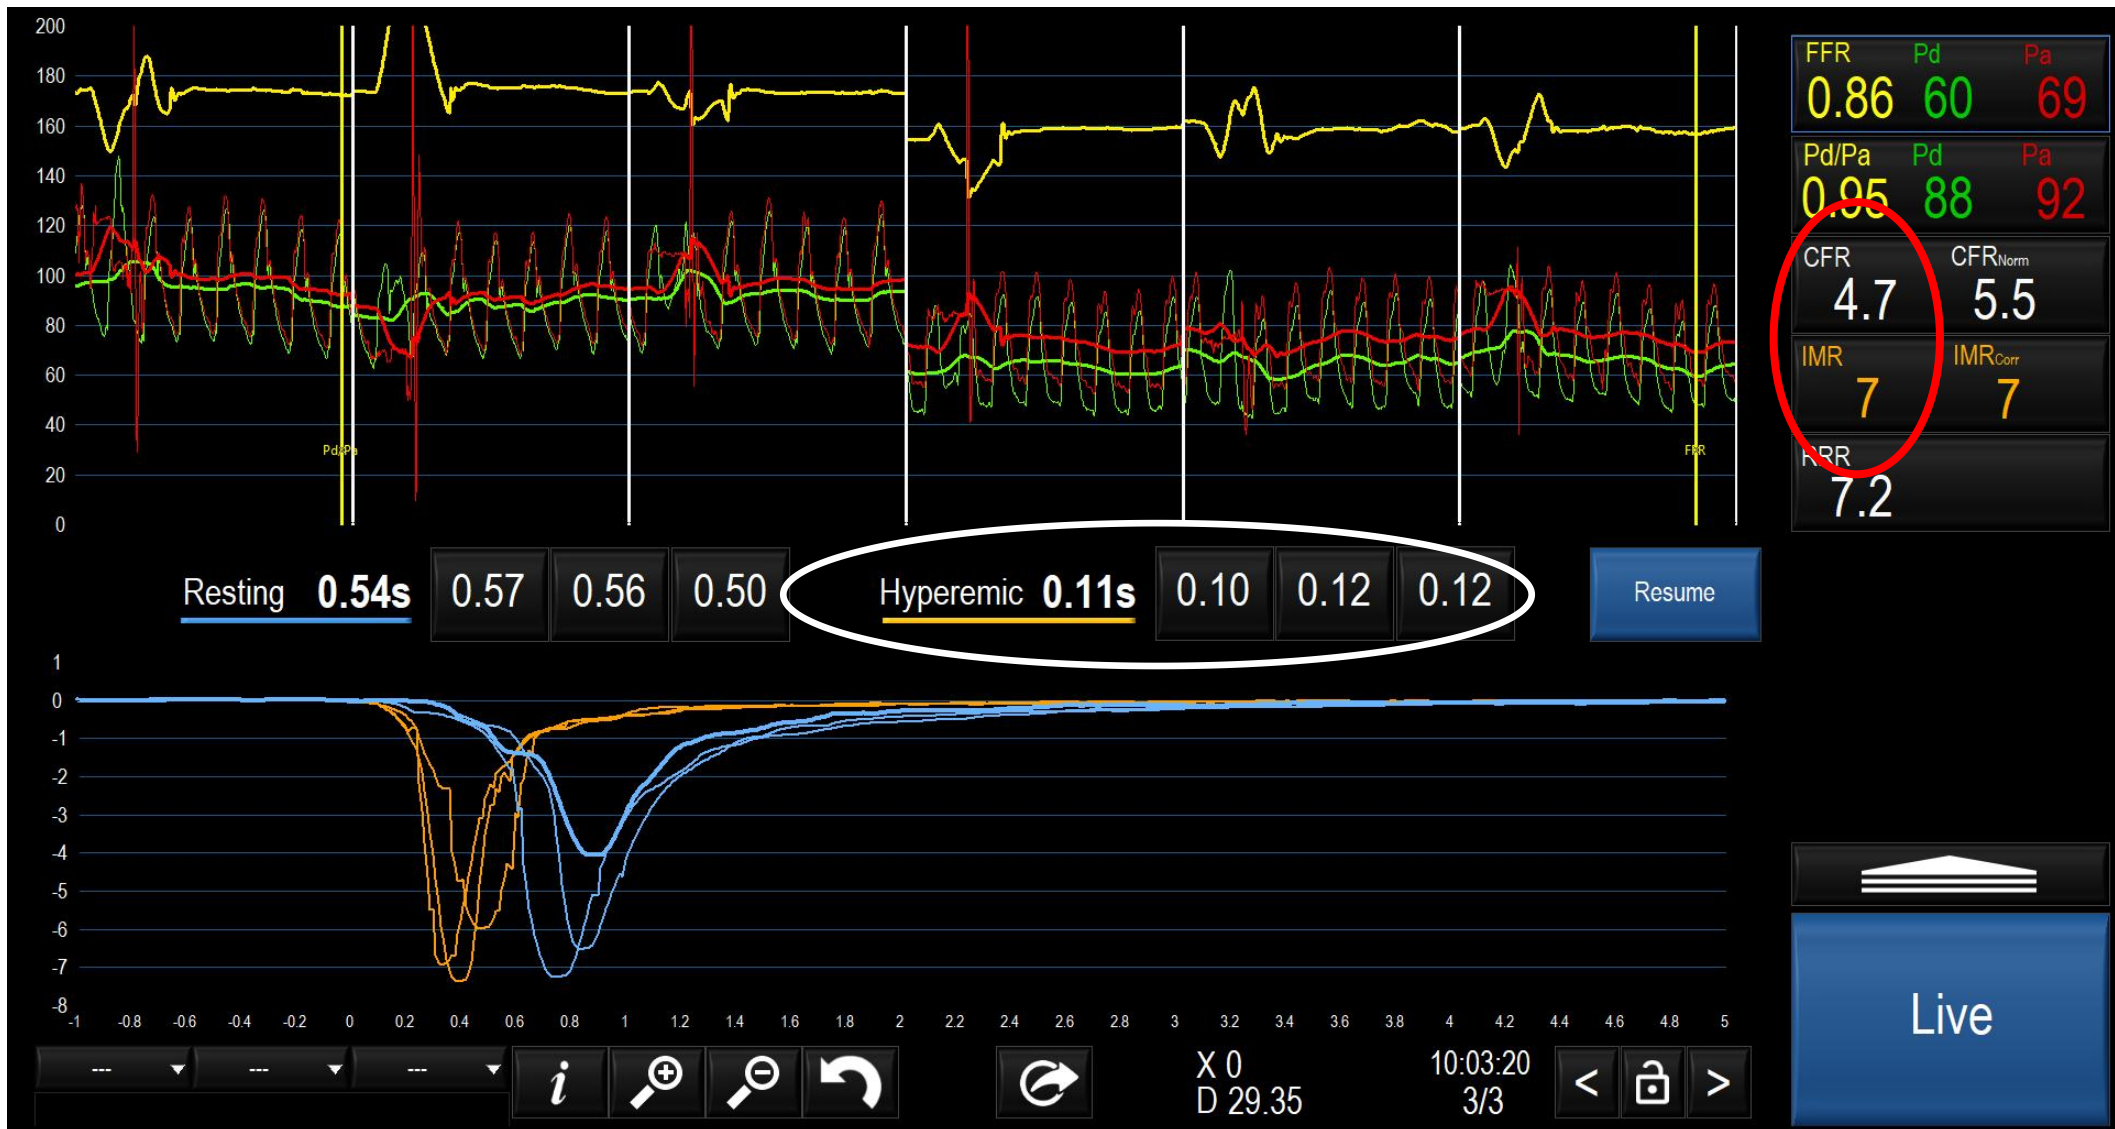 200
180
160
140
120
100
80
60
40
20
0
Pd/Pa
FFR
FFR Pd Pa
0.86 60 69
Pd/Pa Pd Pa
0.95 88 92
CFR CFRNorm
4.7 5.5
IMR IMRCorr
7 7
RRR
7.2
Resting 0.54s 0.57 0.56 0.50 Hyperemic 0.11s 0.10 0.12 0.12 Resume
1
0
-1
-2
-3
-4
-5
-6
-7
-8
-1 -0.8 -0.6 -0.4 -0.2 0 0.2 0.4 0.6 0.8 1 1.2 1.4 1.6 1.8 2 2.2 2.4 2.6 2.8 3 3.2 3.4 3.6 3.8 4 4.2 4.4 4.6 4.8 5
Live
--- --- --- i X 0 10:03:20 < >
D 29.35 3/3